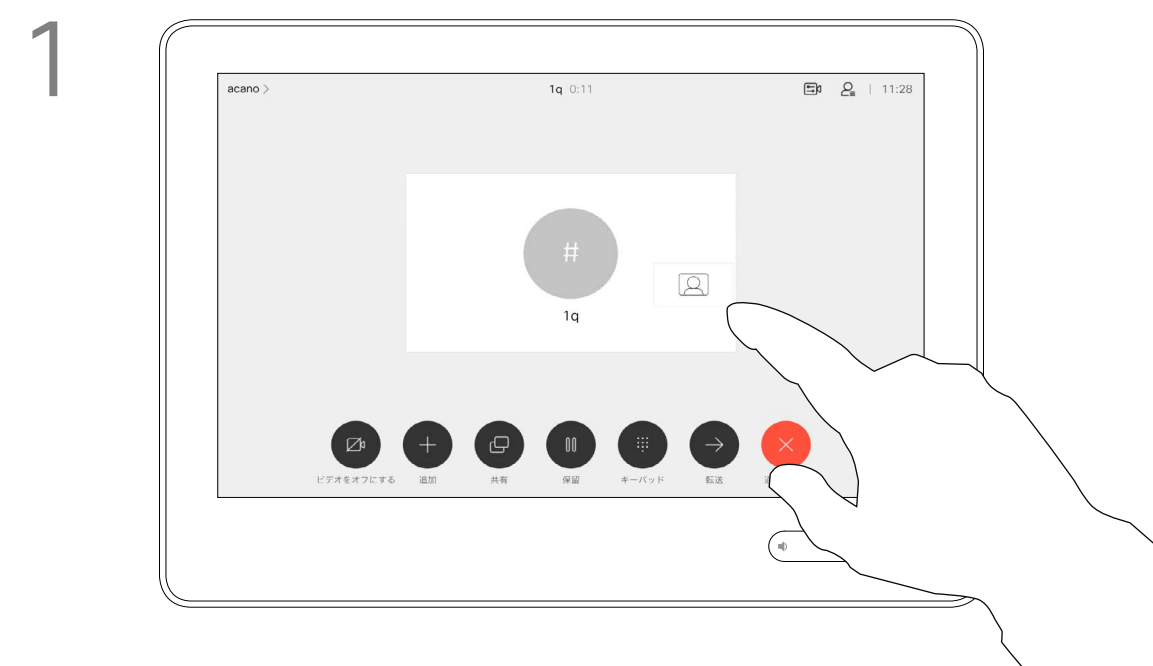 1
acano >
1q 0:11
11:28
#
1q
ビデオをオフにする
追加
共有
保留
キーパッド
転送